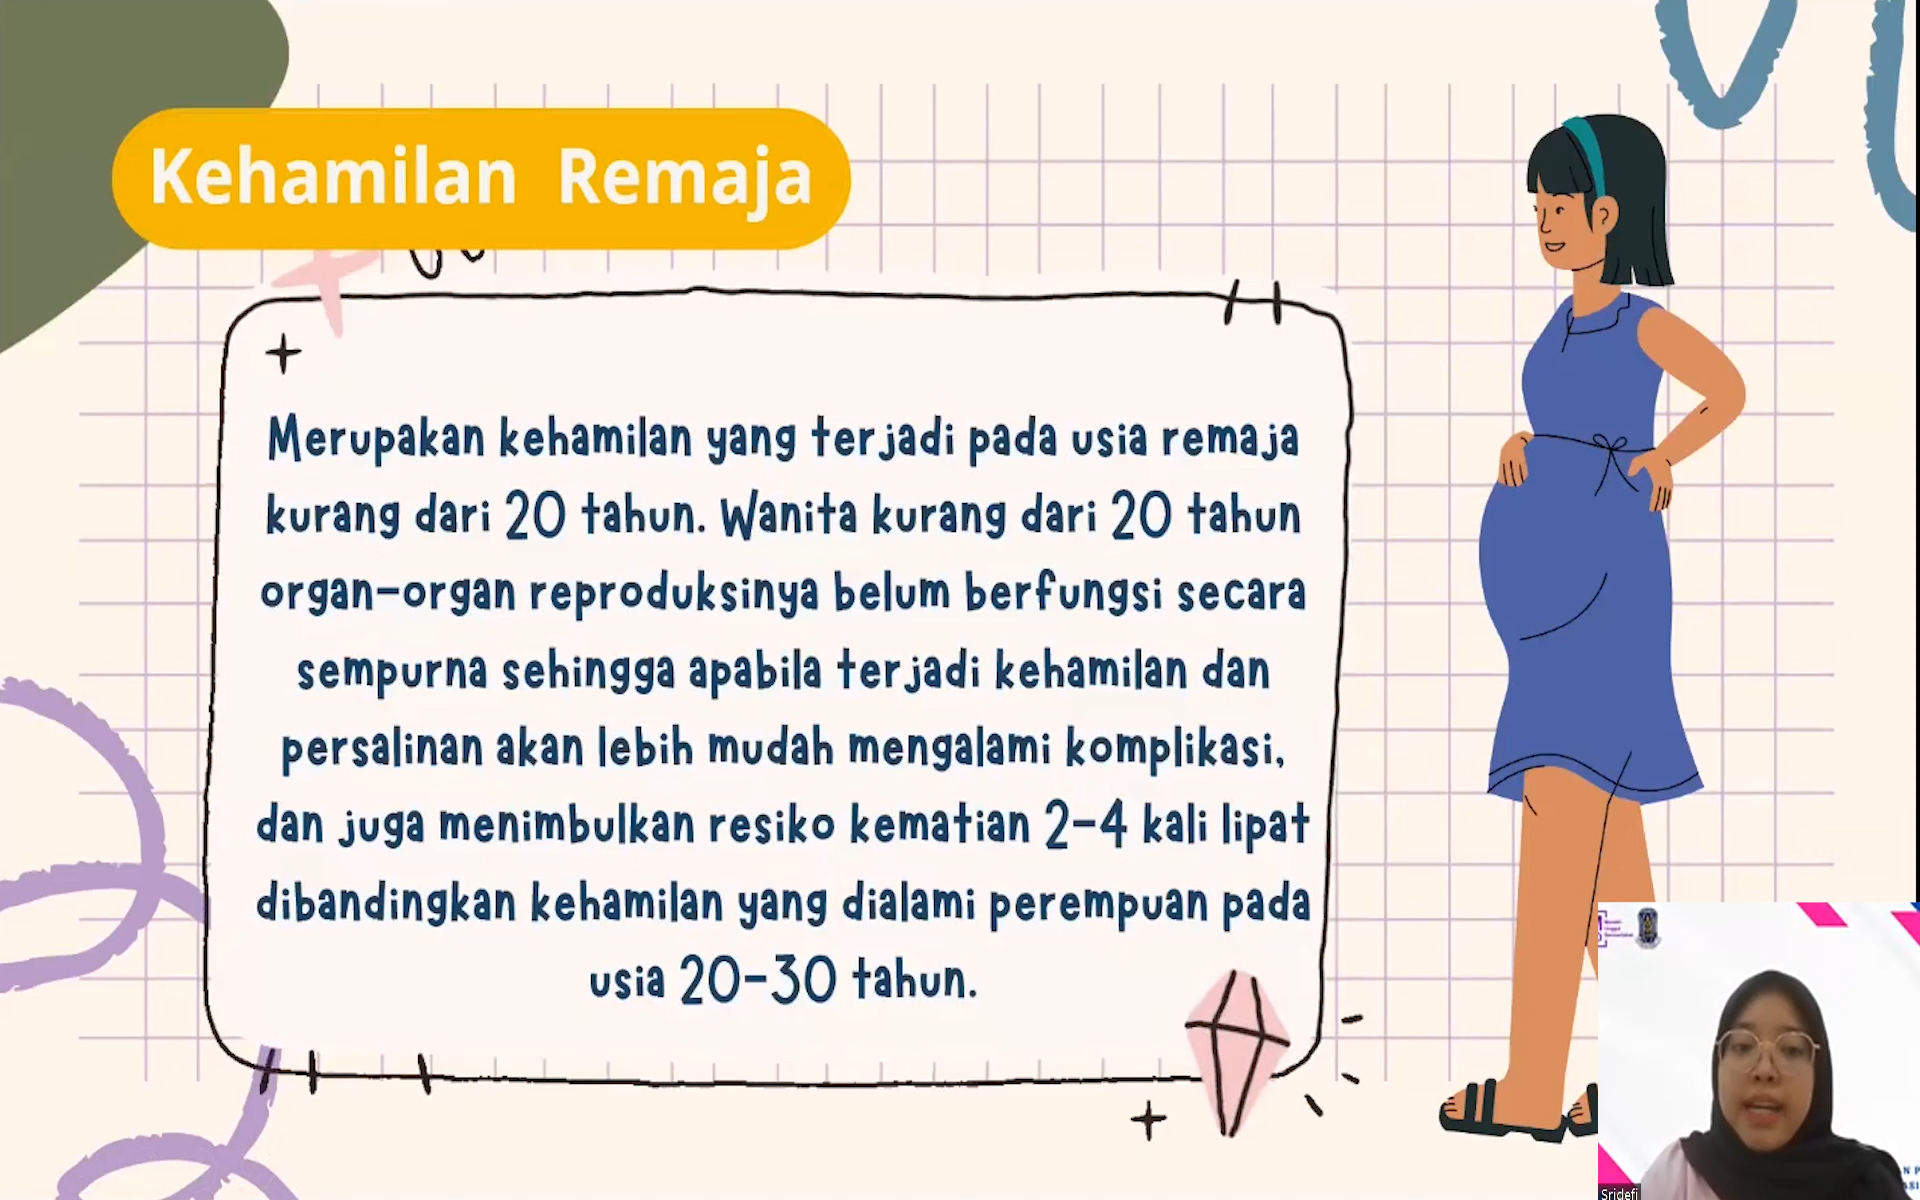 Kehamilan Remaja
Merupakan kehamilan yang terjadi pada usia remaja
kurang dari 20 tahun. Wanita kurang dari 20 tahun
organ-organ reproduksinya belum berfungsi secara
sempurna sehingga apabila terjadi kehamilan dan
persalinan akan lebih mudah mengalami komplikasi,
dan juga menimbulkan resiko kematian 2-4 kali lipat
dibandingkan kehamilan yang dialami perempuan pada
usia 20-30 tahun.
Sridefi